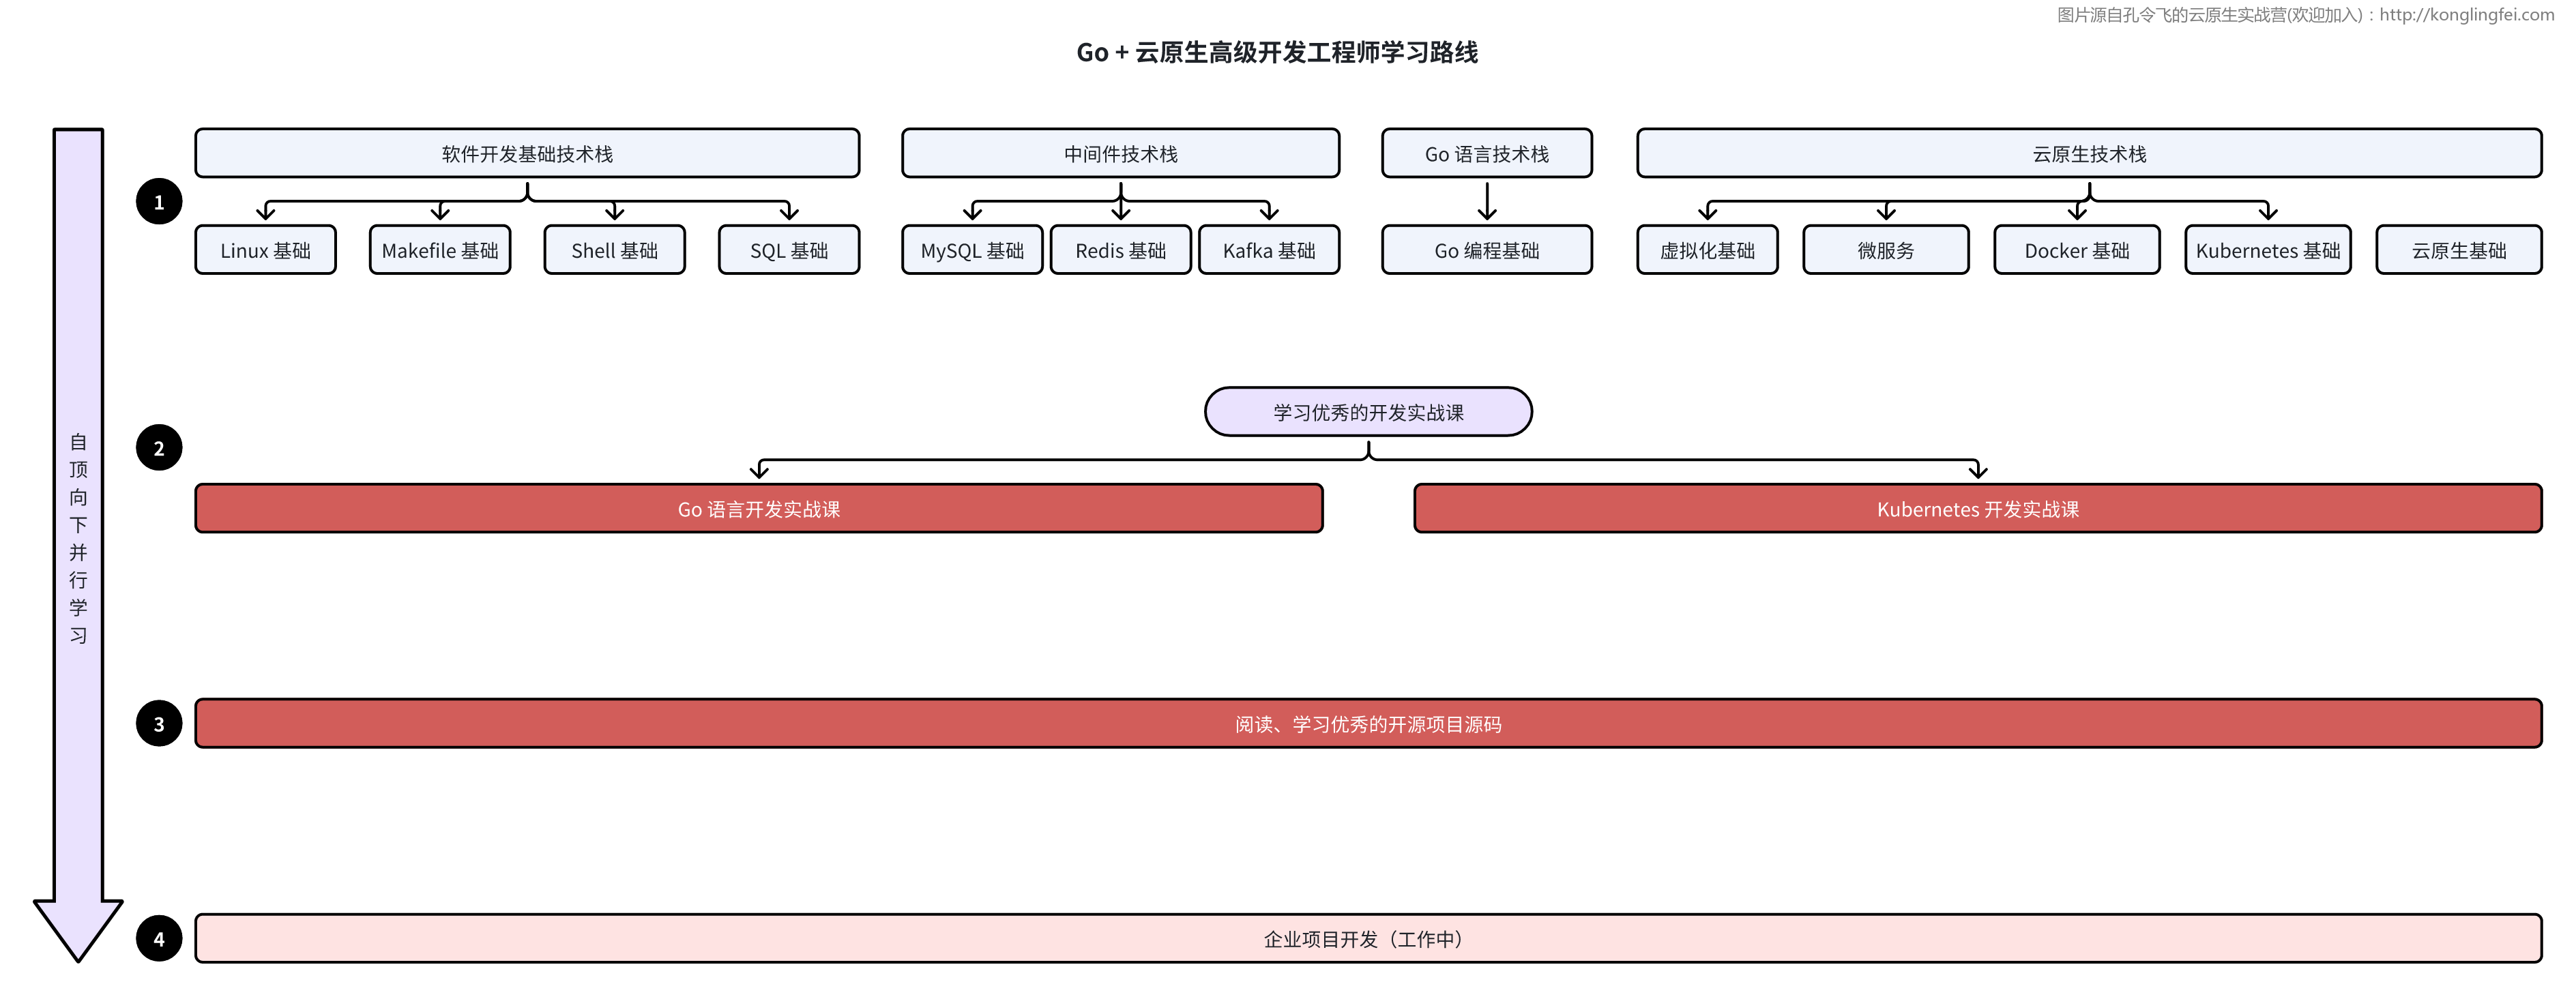 图片源自孔令飞的云原生实战营(欢迎加入)：http://konglingfei.com
Go + 云原生高级开发工程师学习路线
自顶向下并行学习
1
软件开发基础技术栈
中间件技术栈
Go 语言技术栈
云原生技术栈
Linux 基础
Makefile 基础
Shell 基础
SQL 基础
MySQL 基础
Redis 基础
Kafka 基础
Go 编程基础
虚拟化基础
微服务
Docker 基础
Kubernetes 基础
云原生基础
2
学习优秀的开发实战课
Go 语言开发实战课
Kubernetes 开发实战课
3
阅读、学习优秀的开源项目源码
4
企业项目开发（工作中）